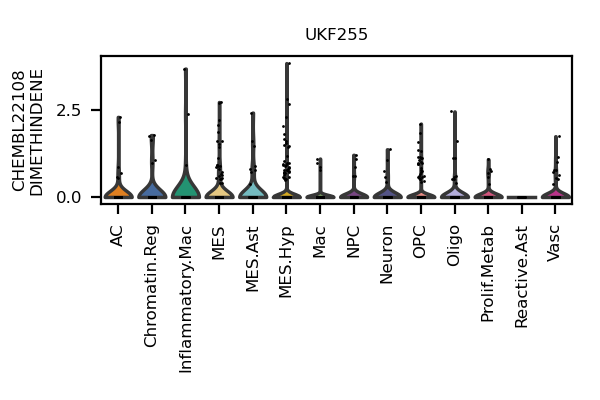 UKF255
CHEMBL22108
DIMETHINDENE
2.5
0.0
AC
Chromatin.Reg
Inflammatory.Mac
MES
MES.Ast
MES.Hyp
Mac
NPC
Neuron
OPC
Oligo
Prolif.Metab
Reactive.Ast
Vasc